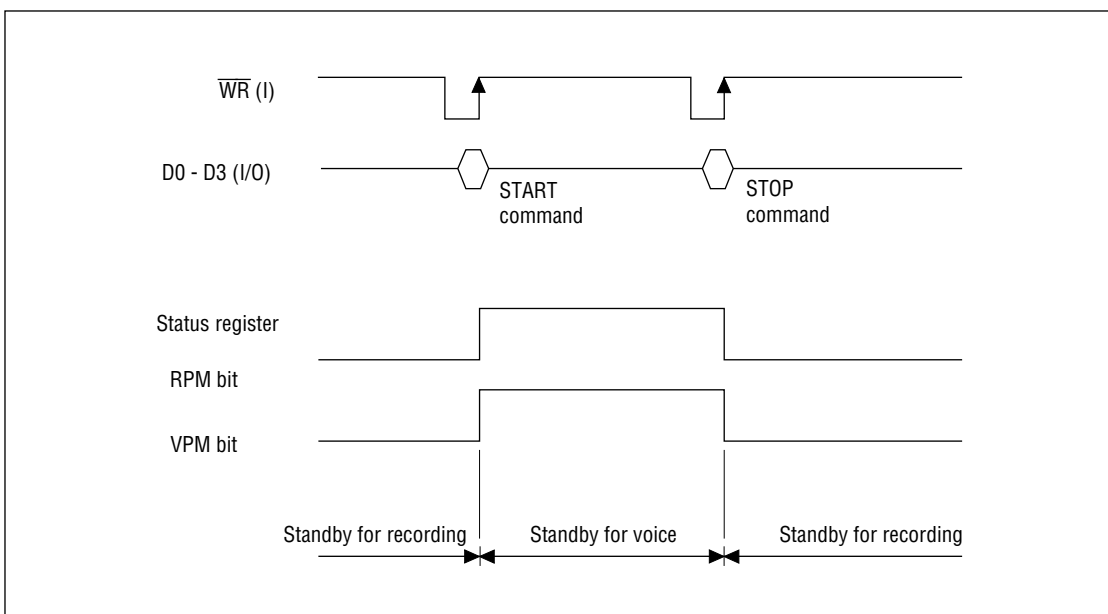 WR (I)
D0 - D3 (I/O)
START
command
STOP
command
Status register
RPM bit
VPM bit
Standby for recording
Standby for voice
Standby for recording